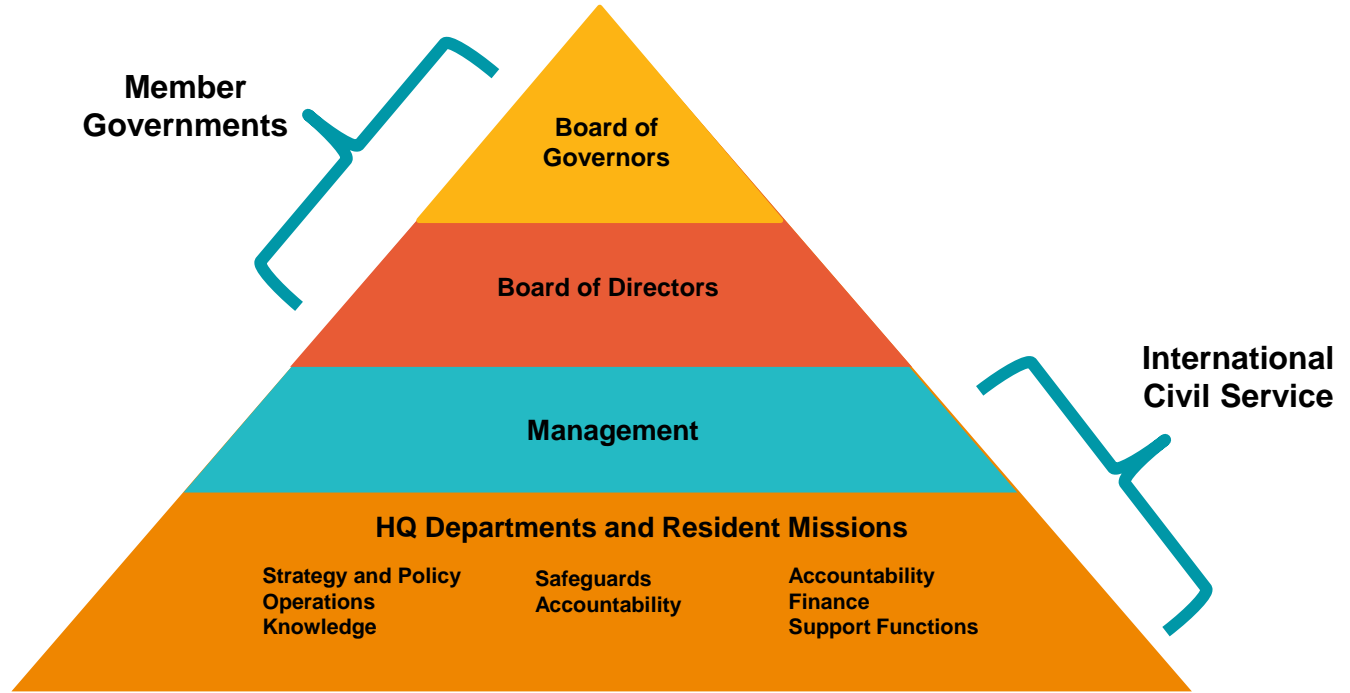 Member
Governments
Board of
Governors
Board of Directors
International
Civil Service
Management
HQ Departments and Resident Missions
Strategy and Policy
Operations
Knowledge
Safeguards
Accountability
Accountability
Finance
Support Functions